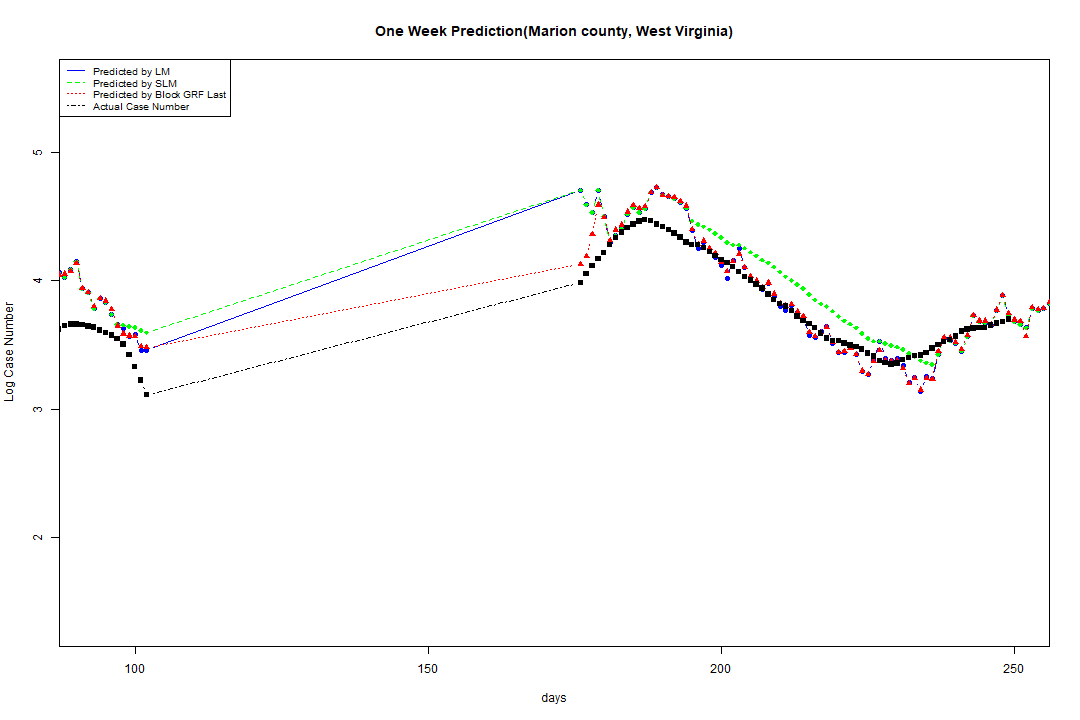 One Week Prediction(Marion county, West Virginia)
Predicted by LM
Predicted by SLM
Predicted by Block GRF Last
Actual Case Number
5
4
3
2
Log Case Number
100 150 200 250
days